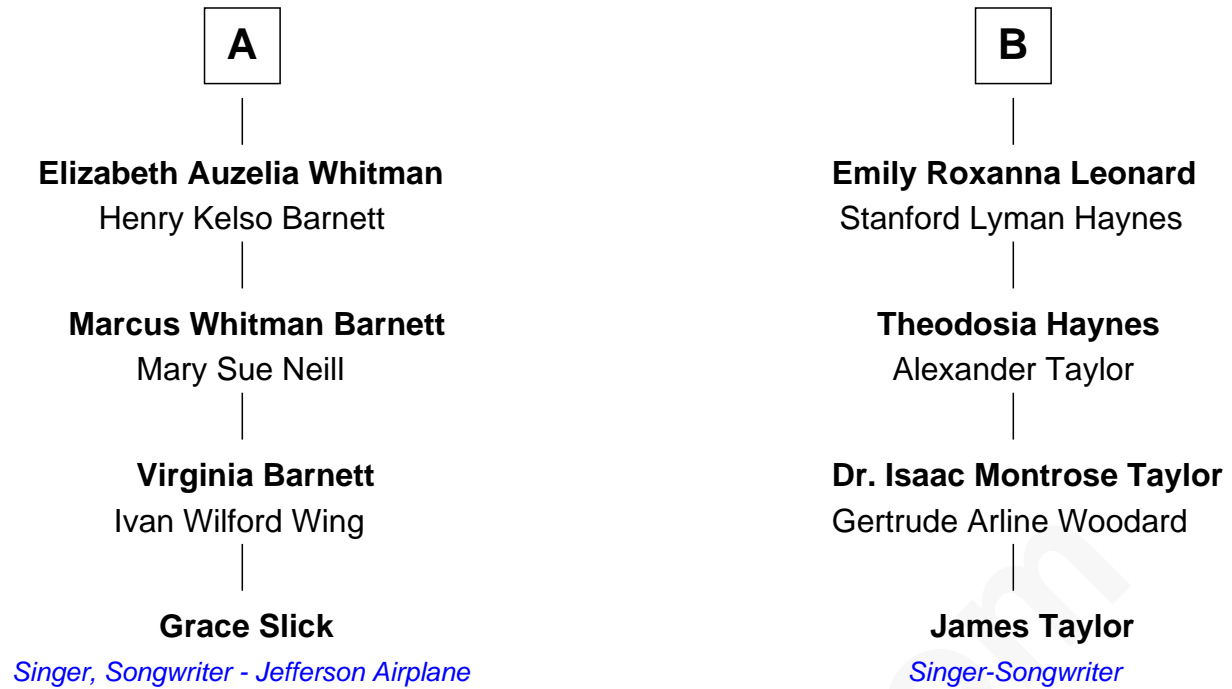 A
Elizabeth Auzelia Whitman
Henry Kelso Barnett
Marcus Whitman Barnett
Mary Sue Neill
Virginia Barnett
Ivan Wilford Wing
Grace Slick
Singer, Songwriter - Jefferson Airplane
B
Emily Roxanna Leonard
Stanford Lyman Haynes
Theodosia Haynes
Alexander Taylor
Dr. Isaac Montrose Taylor
Gertrude Arline Woodard
James Taylor
Singer-Songwriter